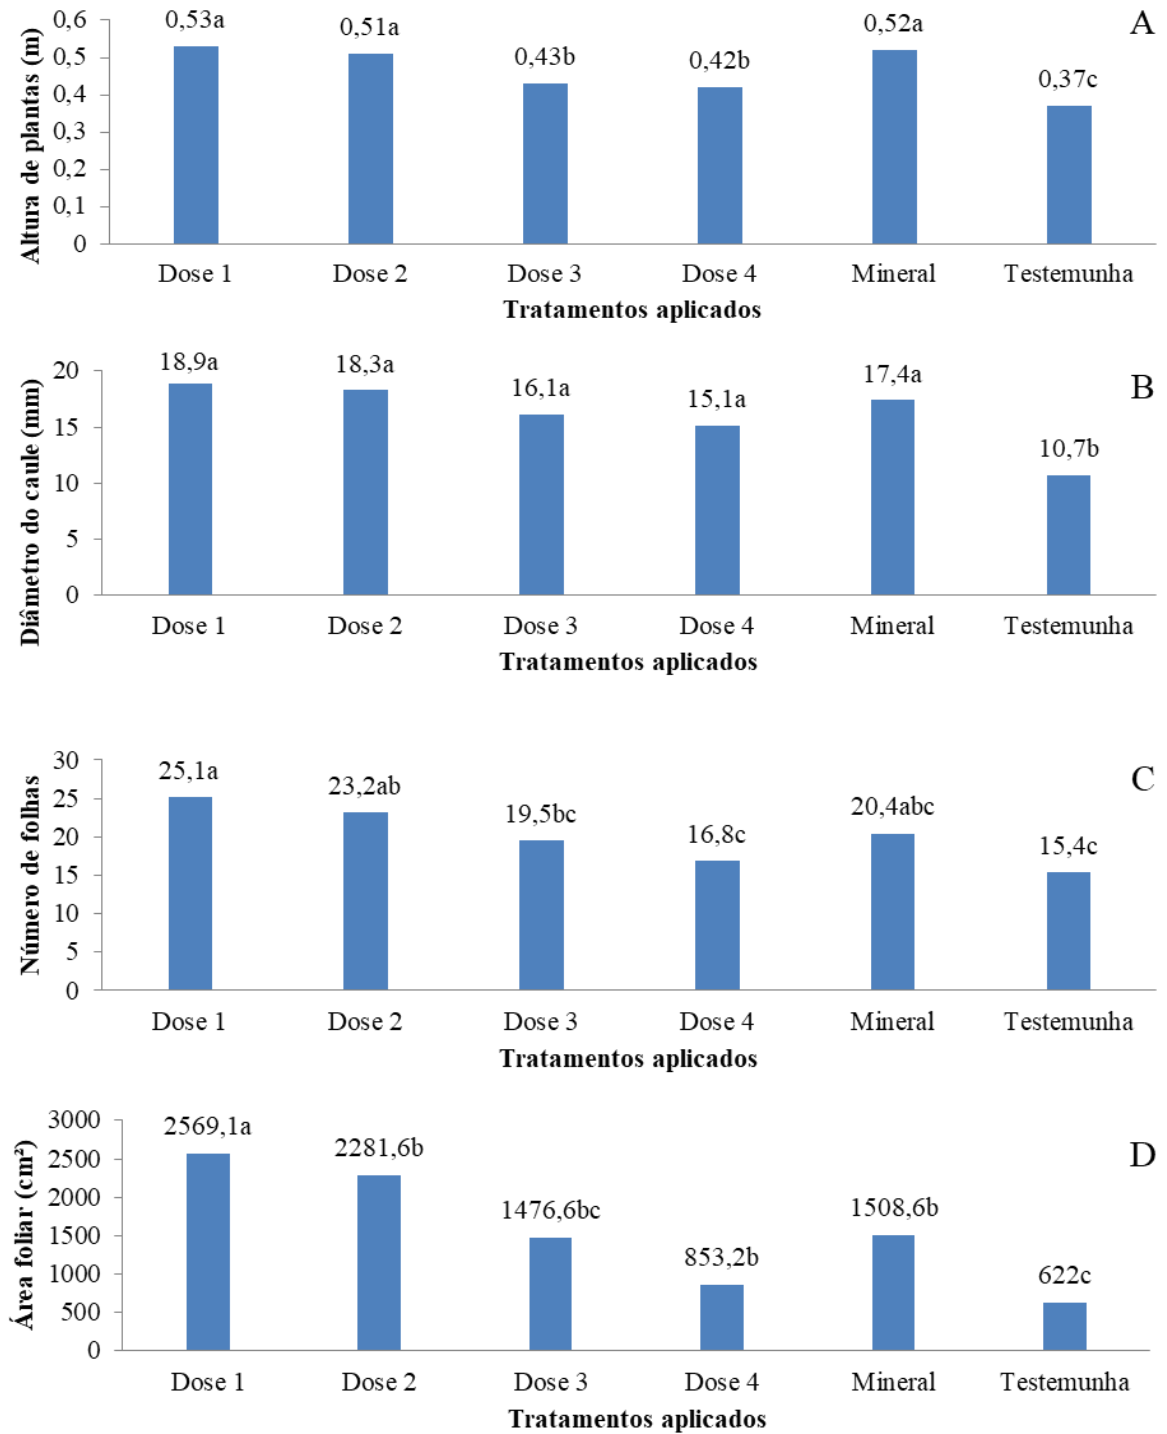 A
Altura de plantas (m)
0,6
0,5
0,4
0,3
0,2
0,1
0
0,53a
0,51a
0,43b
0,42b
0,52a
0,37c
Dose 1 Dose 2 Dose 3 Dose 4 Mineral Testemunha
Tratamentos aplicados
B
Diâmetro do caule (mm)
20
15
10
5
0
18,9a
18,3a
16,1a
15,1a
17,4a
10,7b
Dose 1 Dose 2 Dose 3 Dose 4 Mineral Testemunha
Tratamentos aplicados
C
Número de folhas
30
25
20
15
10
5
0
25,1a
23,2ab
19,5bc
16,8c
20,4abc
15,4c
Dose 1 Dose 2 Dose 3 Dose 4 Mineral Testemunha
Tratamentos aplicados
D
Área foliar (cm²)
3000
2500
2000
1500
1000
500
0
2569,1a
2281,6b
1476,6bc
853,2b
1508,6b
622c
Dose 1 Dose 2 Dose 3 Dose 4 Mineral Testemunha
Tratamentos aplicados